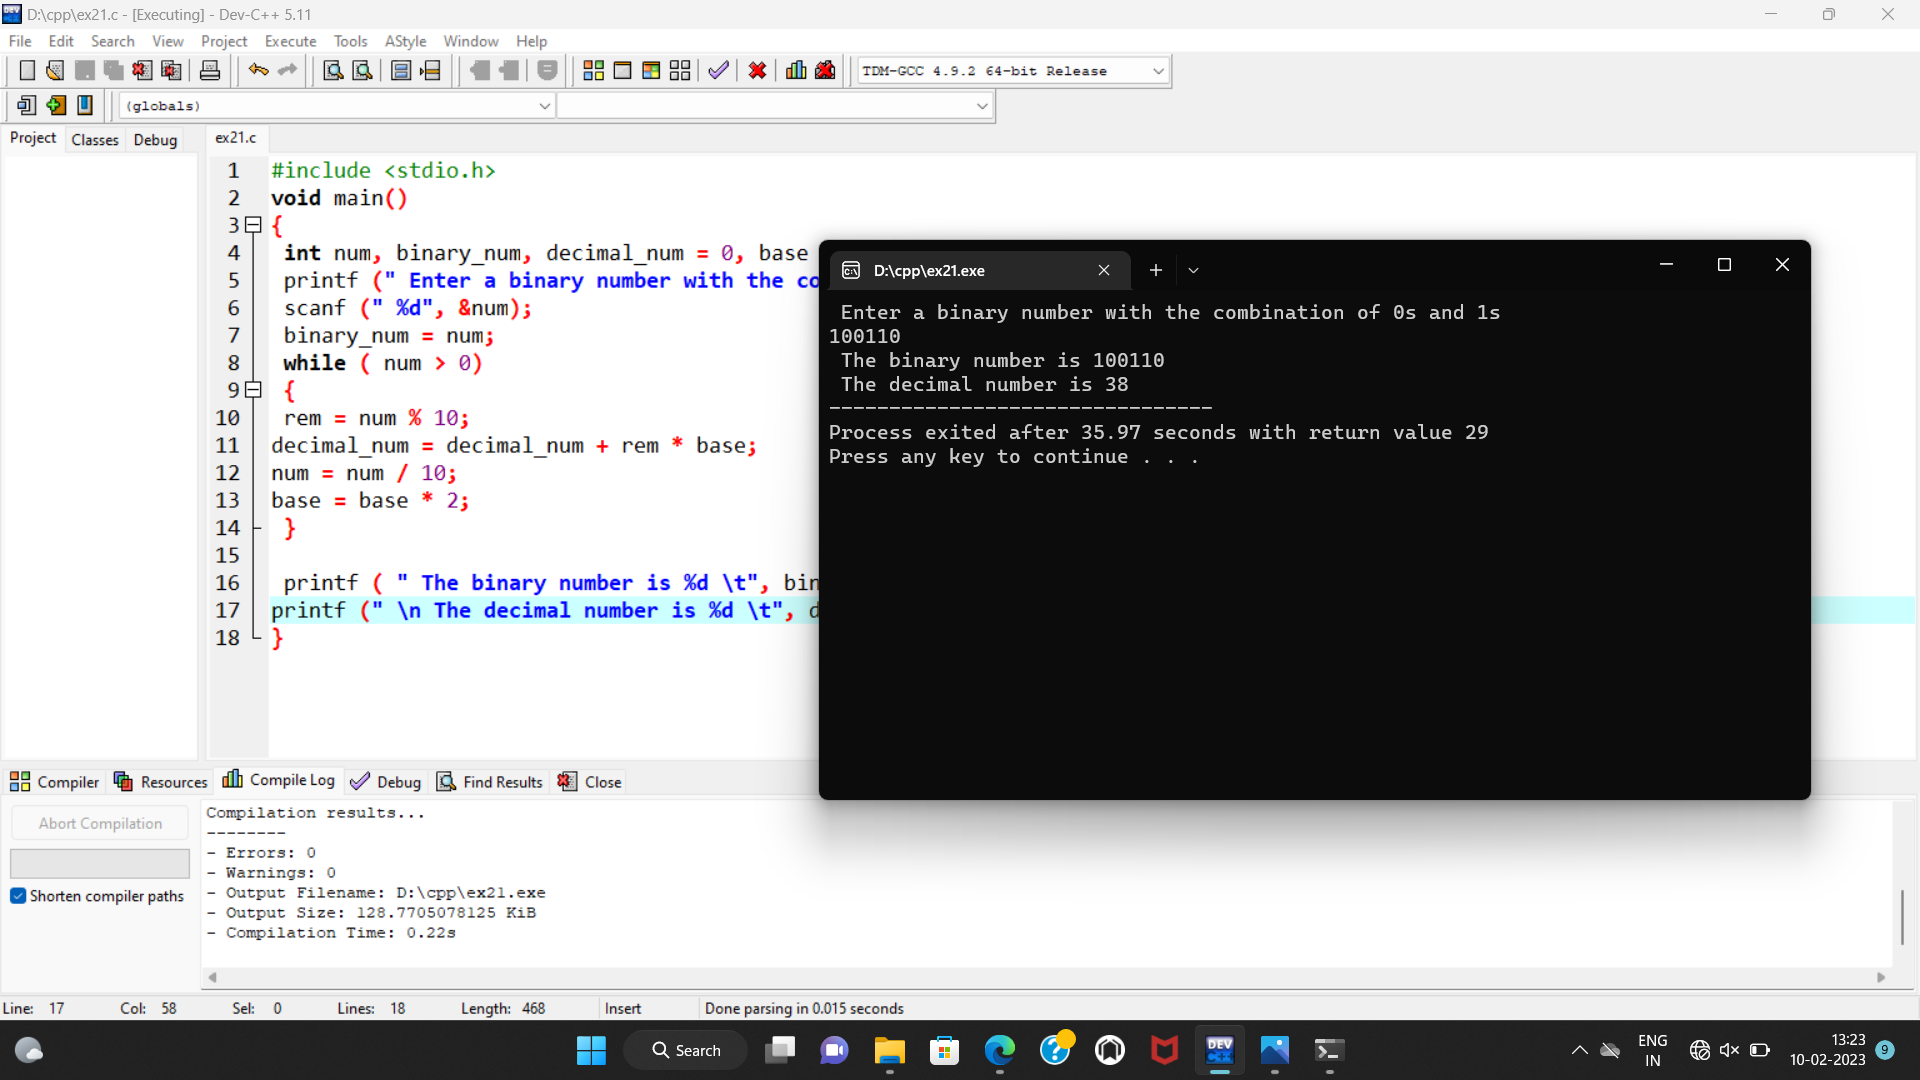 D:\cpp\ex21.c - [Executing] - Dev-C++ 5.11
File Edit Search View Project Execute Tools AStyle Window Help
TDM-GCC 4.9.2 64-bit Release
(globals)
Project Classes Debug
ex21.c
1 #include <stdio.h>
2 void main()
3 {
4 int num, binary_num, decimal_num = 0, base
5 printf (" Enter a binary number with the co
6 scanf (" %d", &num);
7 binary_num = num;
8 while ( num > 0)
9 {
10 rem = num % 10;
11 decimal_num = decimal_num + rem * base;
12 num = num / 10;
13 base = base * 2;
14 }
15
16 printf ( " The binary number is %d \t", bin
17 printf (" \n The decimal number is %d \t", d
18 }
D:\cpp\ex21.exe
Enter a binary number with the combination of 0s and 1s
100110
The binary number is 100110
The decimal number is 38
--------------------------------
Process exited after 35.97 seconds with return value 29
Press any key to continue . . .
Compiler Resources Compile Log Debug Find Results Close
Abort Compilation
Shorten compiler paths
Compilation results...
--------
- Errors: 0
- Warnings: 0
- Output Filename: D:\cpp\ex21.exe
- Output Size: 128.7705078125 KiB
- Compilation Time: 0.22s
Line: 17 Col: 58 Sel: 0 Lines: 18 Length: 468 Insert Done parsing in 0.015 seconds
Search
DEV C++
ENG
IN
13:23
10-02-2023
9